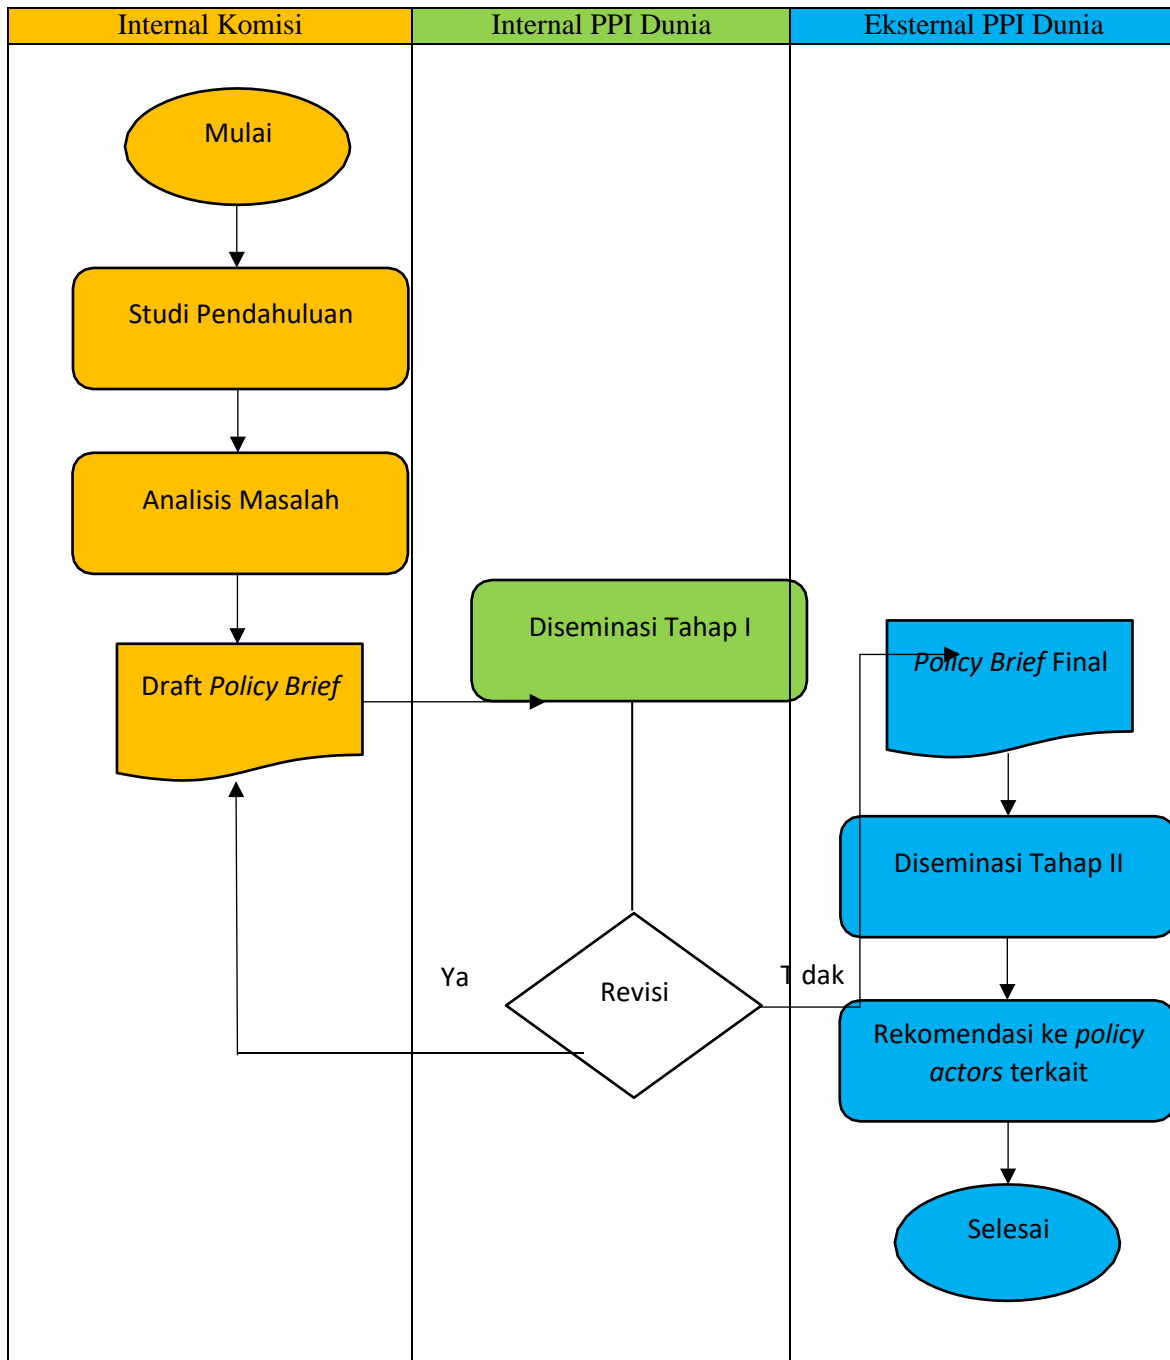 Internal Komisi
Internal PPI Dunia
Eksternal PPI Dunia
Mulai
Studi Pendahuluan
Analisis Masalah
Draft Policy Brief
Diseminasi Tahap I
Revisi
Ya
T dak
Policy Brief Final
Diseminasi Tahap II
Rekomendasi ke policy
actors terkait
Selesai